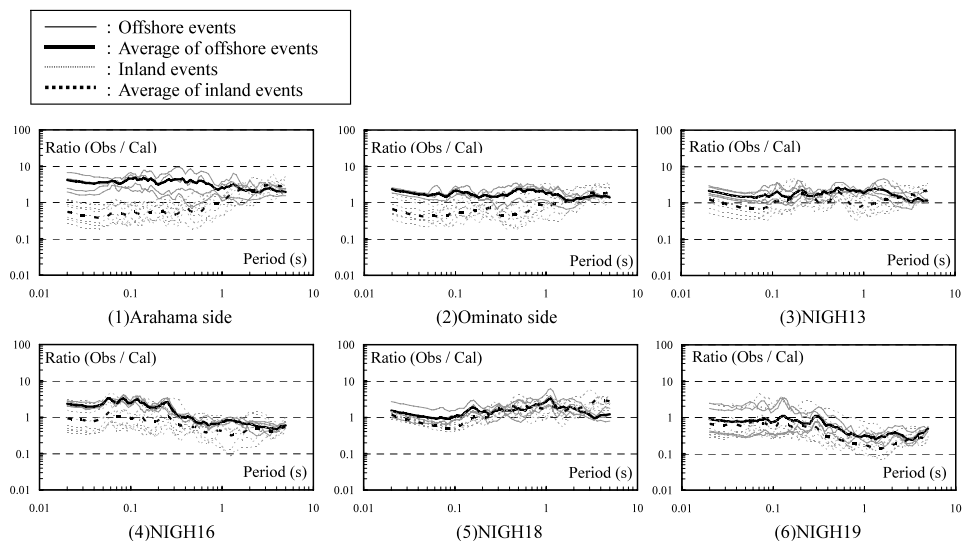 : Offshore events
: Average of offshore events
: Inland events
: Average of inland events
100
10
1
0.1
0.01
Ratio (Obs / Cal)
Period (s)
0.01 0.1 1 10
(1)Arahama side
100
10
1
0.1
0.01
Ratio (Obs / Cal)
Period (s)
0.01 0.1 1 10
(2)Ominato side
100
10
1
0.1
0.01
Ratio (Obs / Cal)
Period (s)
0.01 0.1 1 10
(3)NIGH13
100
10
1
0.1
0.01
Ratio (Obs / Cal)
Period (s)
0.01 0.1 1 10
(4)NIGH16
100
10
1
0.1
0.01
Ratio (Obs / Cal)
Period (s)
0.01 0.1 1 10
(5)NIGH18
100
10
1
0.1
0.01
Ratio (Obs / Cal)
Period (s)
0.01 0.1 1 10
(6)NIGH19